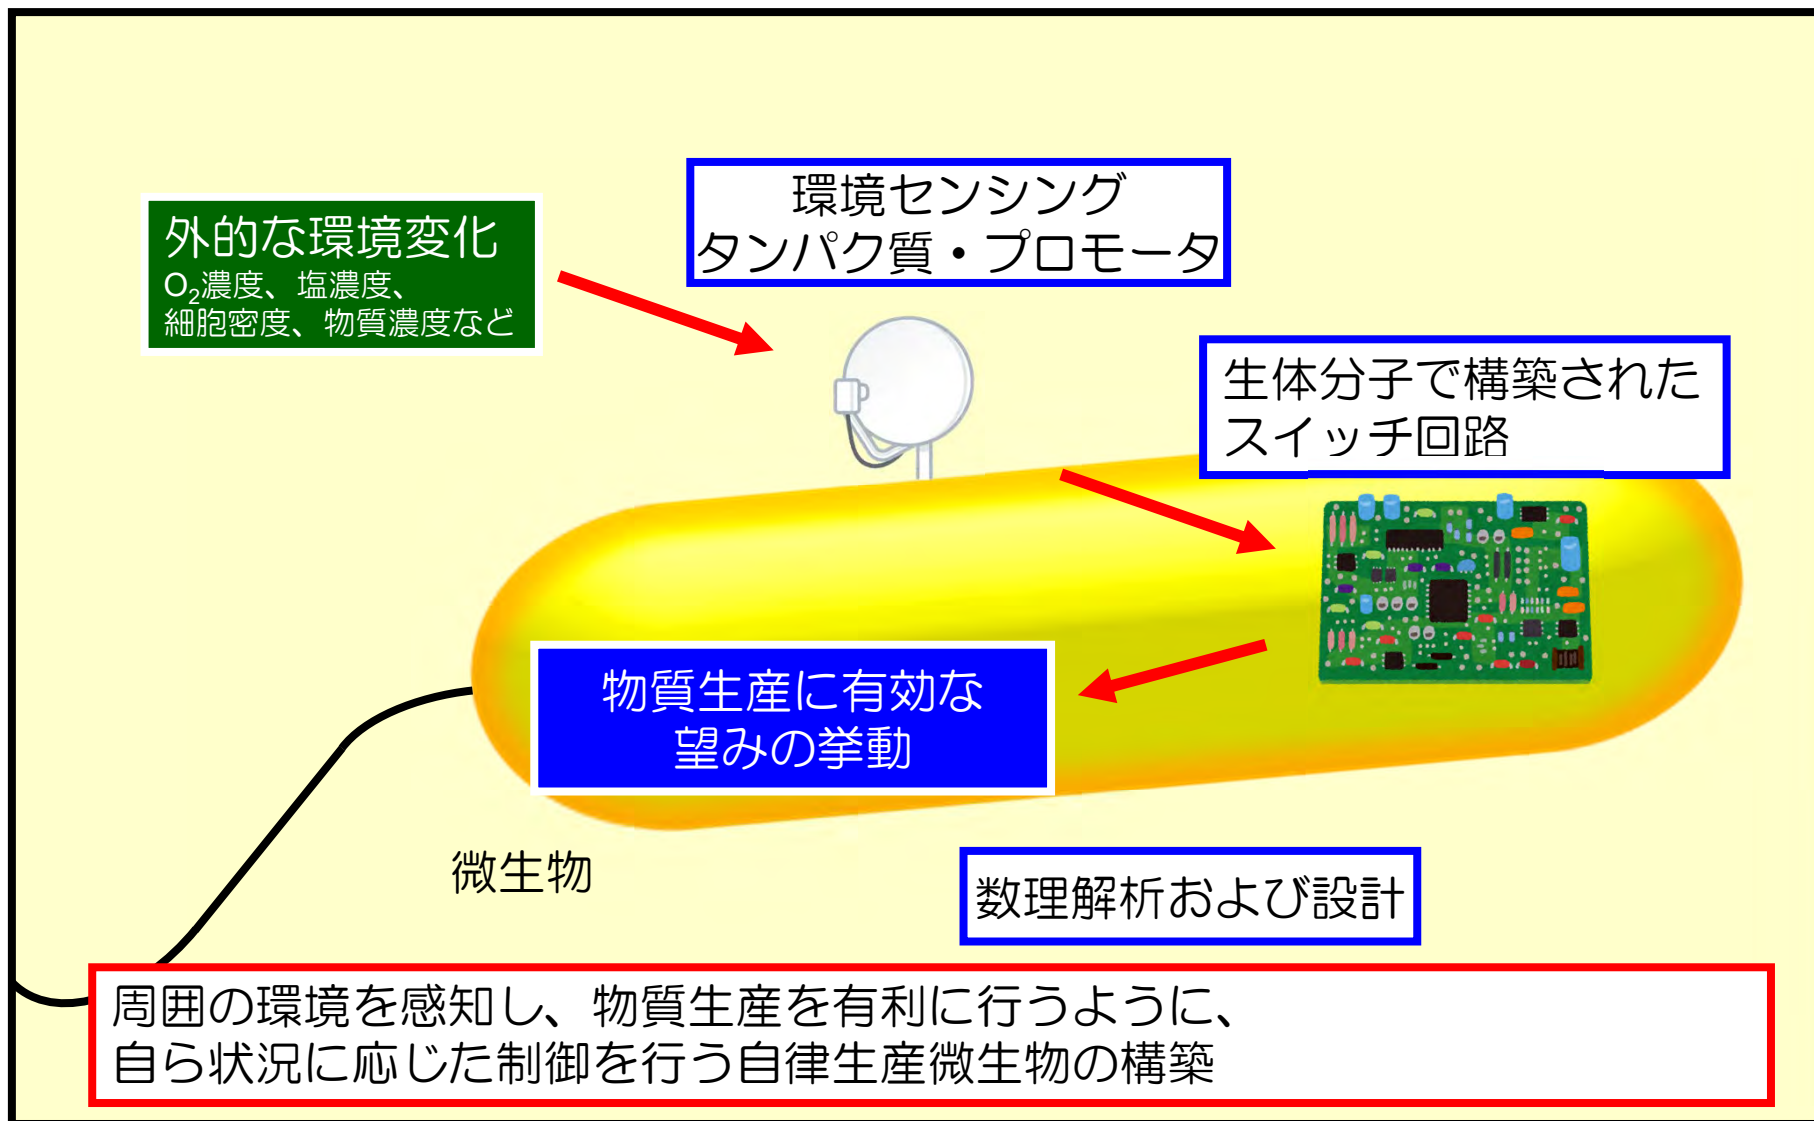 環境センシング
タンパク質・プロモータ
外的な環境変化
O₂濃度、塩濃度、
細胞密度、物質濃度など
生体分子で構築された
スイッチ回路
物質生産に有効な
望みの挙動
微生物
数理解析および設計
周囲の環境を感知し、物質生産を有利に行うように、
自ら状況に応じた制御を行う自律生産微生物の構築